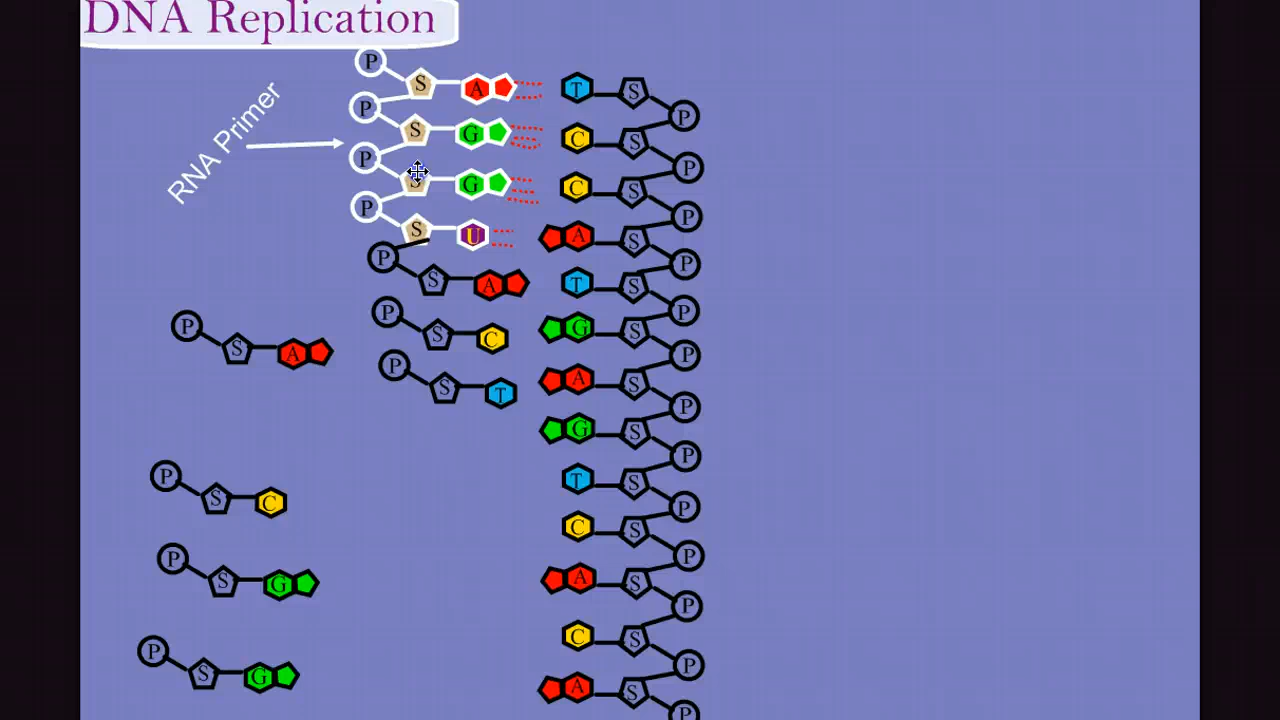 DNA Replication
P
S A T S
P P
S G C S
RNA Primer
P P
S G C S
P P
S U A S
P P
S A T S
P P
P S C G S
S A P P
S T A S
P
G S
P P
S C T S
P
C S
P P
S G A S
P
C S
P P
S G A S
P